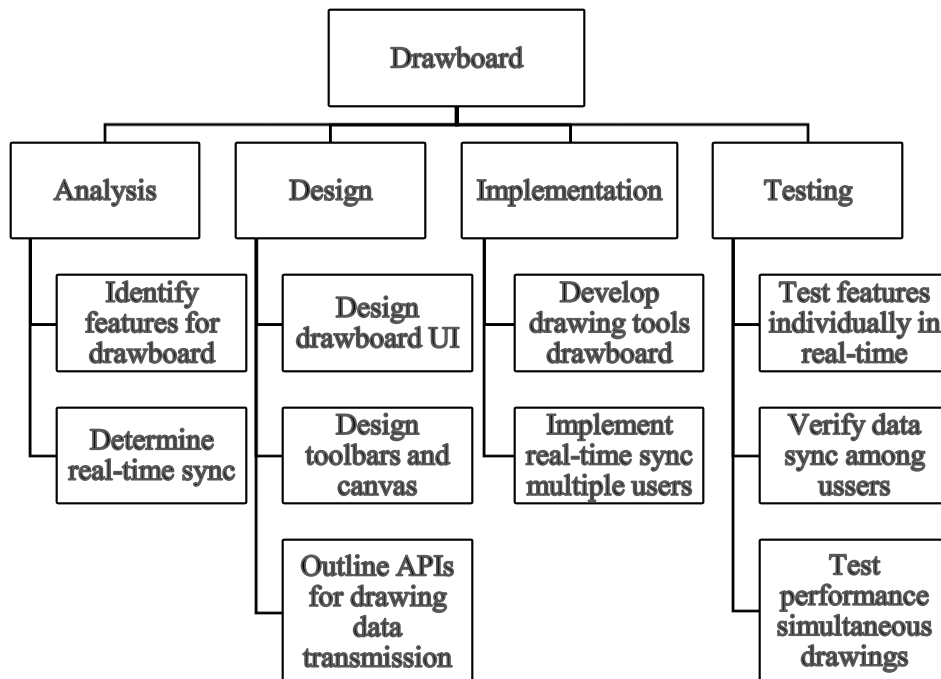 Drawboard
Analysis
Design
Implementation
Testing
Identify
features for
drawboard
Determine
real-time sync
Design
drawboard UI
Design
toolbars and
canvas
Outline APIs
for drawing
data
transmission
Develop
drawing tools
drawboard
Implement
real-time sync
multiple users
Test features
individually in
real-time
Verify data
sync among
ussers
Test
performance
simultaneous
drawings